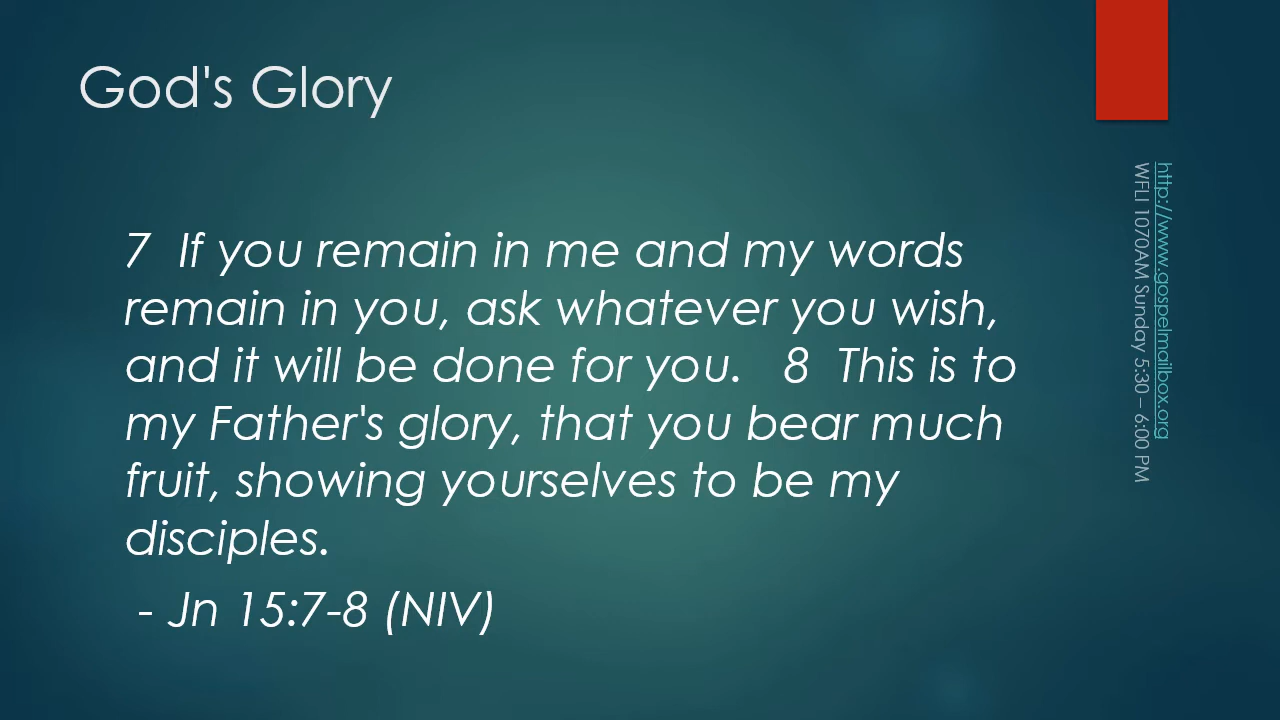 God's Glory
7  If you remain in me and my words
remain in you, ask whatever you wish,
and it will be done for you.   8  This is to
my Father's glory, that you bear much
fruit, showing yourselves to be my
disciples.
- Jn 15:7-8 (NIV)
http://www.gospelmailbox.org
WFLI 1070AM Sunday 5:30 – 6:00 PM